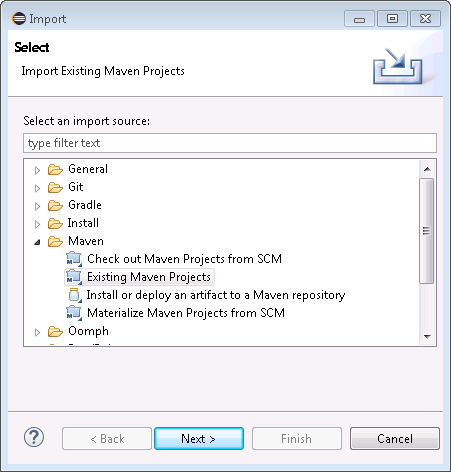 Import
Select
Import Existing Maven Projects
Select an import source:
type filter text
General
Git
Gradle
Install
Maven
Check out Maven Projects from SCM
Existing Maven Projects
Install or deploy an artifact to a Maven repository
Materialize Maven Projects from SCM
Oomph
?
< Back
Next >
Finish
Cancel